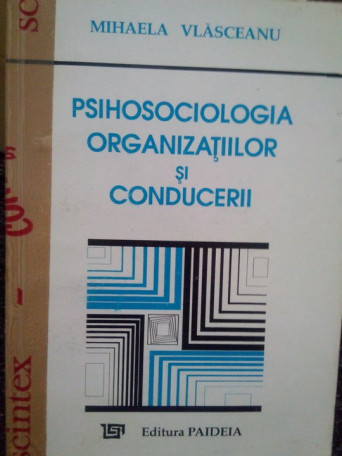 MIHAELA VLĂSCEANU
PSIHOSOCIOLOGIA
ORGANIZAȚIILOR
ȘI
CONDUCERII
Editura PAIDEIA
scintex